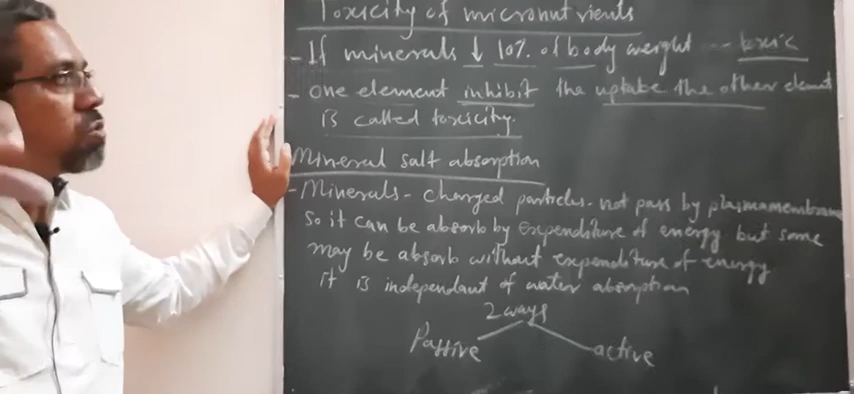 Toxicity of micronutrients
- If minerals ↓ 10% of body weight -- toxic
- one element inhibit the uptake the other element
is called toxicity.
Mineral salt absorption
- Minerals - charged particles - not pass by plasmamembrane
So it can be absorb by expenditure of energy but some
may be absorb without expenditure of energy
it is independant of water absorption
2 ways
Passive active